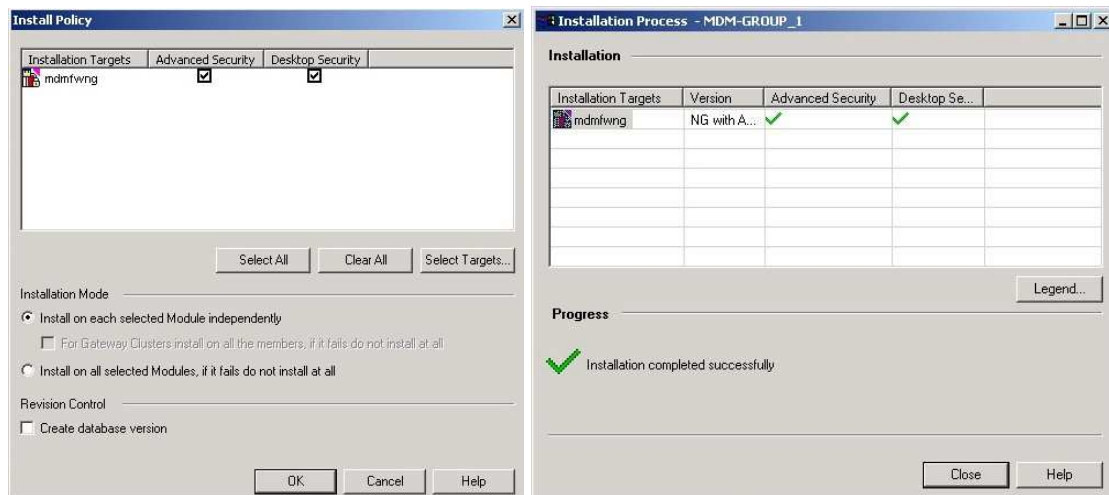 Install Policy
Installation Targets Advanced Security Desktop Security
mdmfwng
Select All Clear All Select Targets...
Installation Mode
Install on each selected Module independently
For Gateway Clusters install on all the members, if it fails do not install at all
Install on all selected Modules, if it fails do not install at all
Revision Control
Create database version
OK Cancel Help
Installation Process - MDM-GROUP_1
Installation
Installation Targets Version Advanced Security Desktop Se...
mdmfwng NG with A...
Legend...
Progress
Installation completed successfully
Close Help